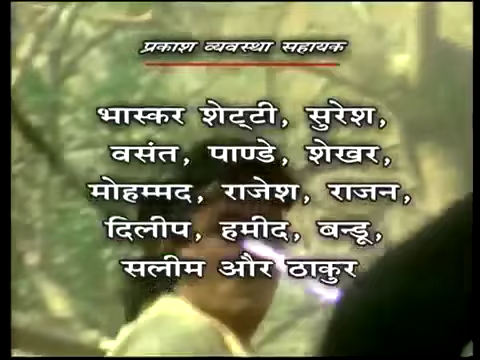 प्रकाश व्यवस्था सहायक
भास्कर शेट्टी, सुरेश,
वसंत, पाण्डे, शेखर,
मोहम्मद, राजेश, राजन,
दिलीप, हमीद, बन्डू,
सलीम और ठाकुर